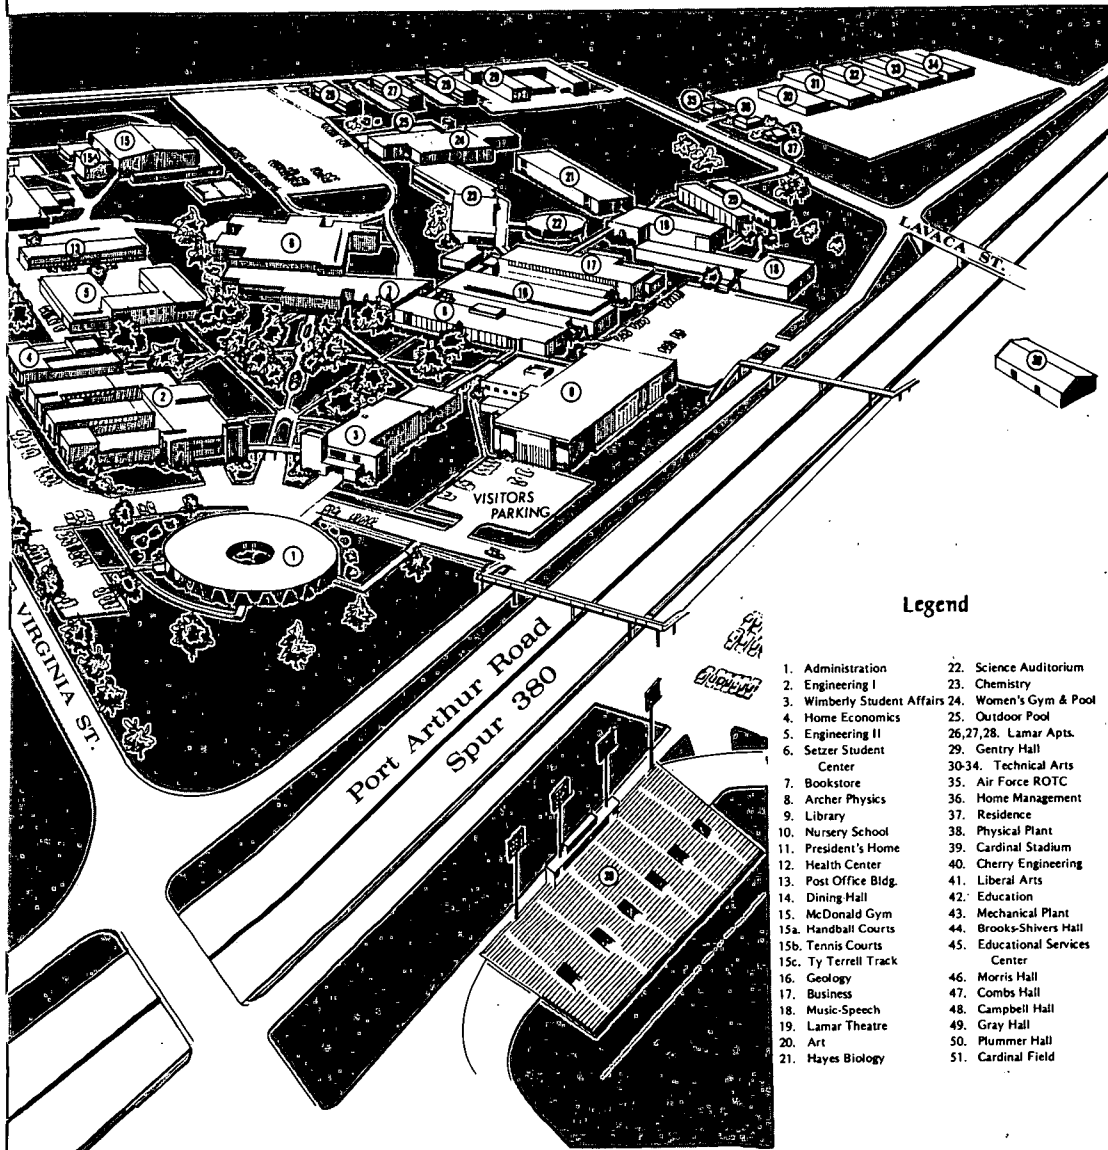 LAVACA ST.
VISITORS
PARKING
VIRGINIA ST.
Port Arthur Road
Spur 380
Legend
1. Administration
2. Engineering I
3. Wimberly Student Affairs
4. Home Economics
5. Engineering II
6. Setzer Student
Center
7. Bookstore
8. Archer Physics
9. Library
10. Nursery School
11. President's Home
12. Health Center
13. Post Office Bldg.
14. Dining Hall
15. McDonald Gym
15a. Handball Courts
15b. Tennis Courts
15c. Ty Terrell Track
16. Geology
17. Business
18. Music-Speech
19. Lamar Theatre
20. Art
21. Hayes Biology
22. Science Auditorium
23. Chemistry
24. Women's Gym & Pool
25. Outdoor Pool
26,27,28. Lamar Apts.
29. Gentry Hall
30-34. Technical Arts
35. Air Force ROTC
36. Home Management
37. Residence
38. Physical Plant
39. Cardinal Stadium
40. Cherry Engineering
41. Liberal Arts
42. Education
43. Mechanical Plant
44. Brooks-Shivers Hall
45. Educational Services
Center
46. Morris Hall
47. Combs Hall
48. Campbell Hall
49. Gray Hall
50. Plummer Hall
51. Cardinal Field